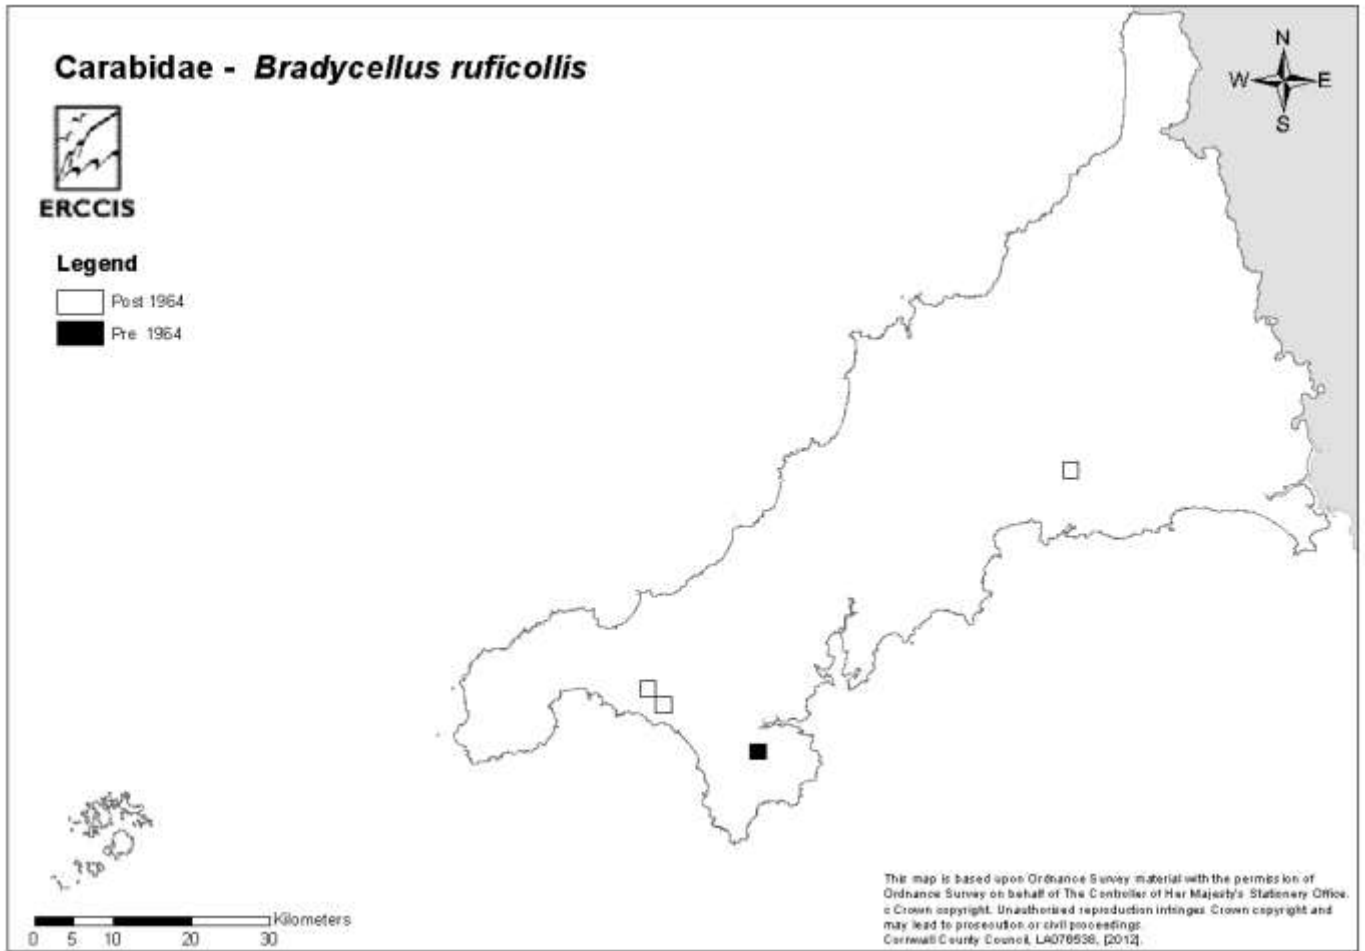 Carabidae - Bradycellus ruficollis
N
W E
S
ERCCIS
Legend
Post 1964
Pre 1964
This map is based upon Ordnance Survey material with the permission of
Ordnance Survey on behalf of The Controller of Her Majesty's Stationery Office.
c Crown copyright. Unauthorised reproduction infringes Crown copyright and
may lead to prosecution or civil proceedings.
Cornwall County Council, LA076538, [2012].
Kilometers
0 5 10 20 30